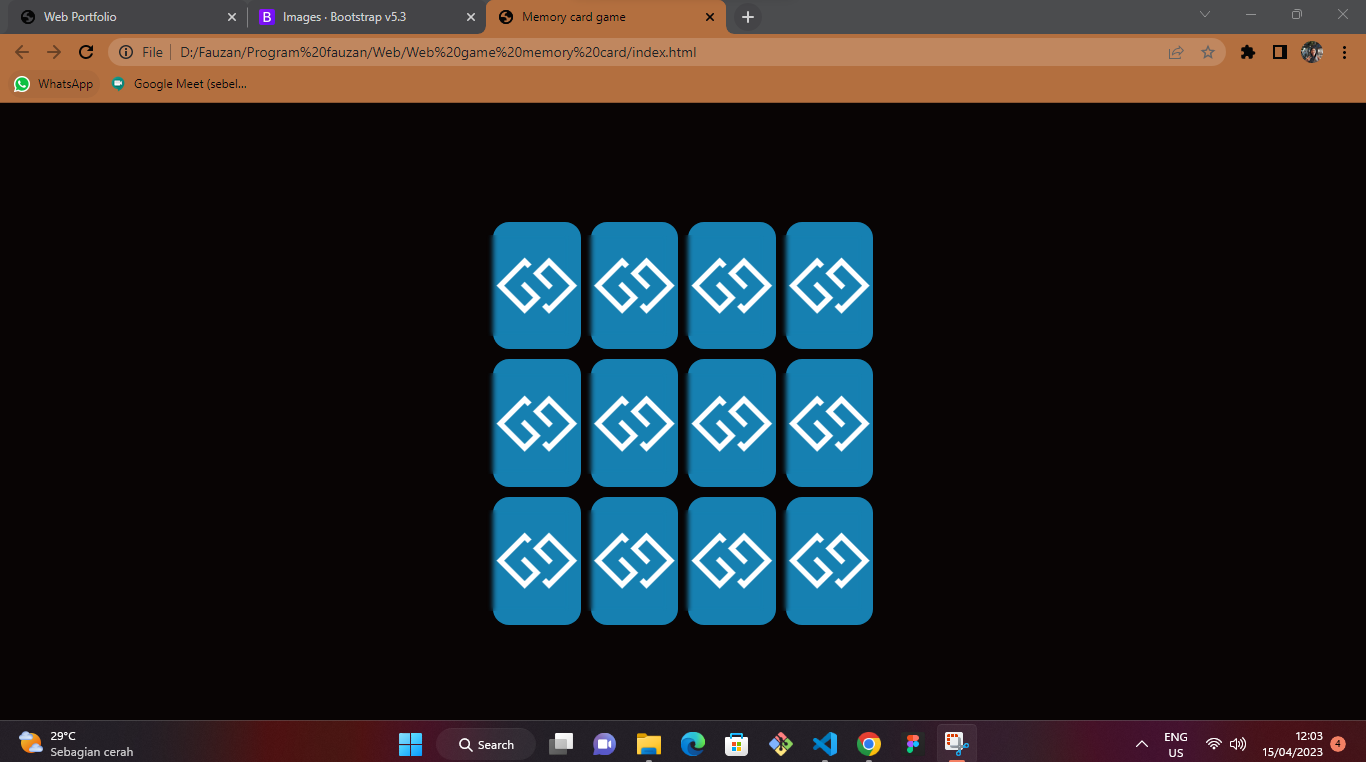 Web Portfolio
Images · Bootstrap v5.3
Memory card game
File
D:/Fauzan/Program%20fauzan/Web/Web%20game%20memory%20card/index.html
WhatsApp
Google Meet (sebel...
29°C
Sebagian cerah
Search
ENG
US
12:03
15/04/2023
4